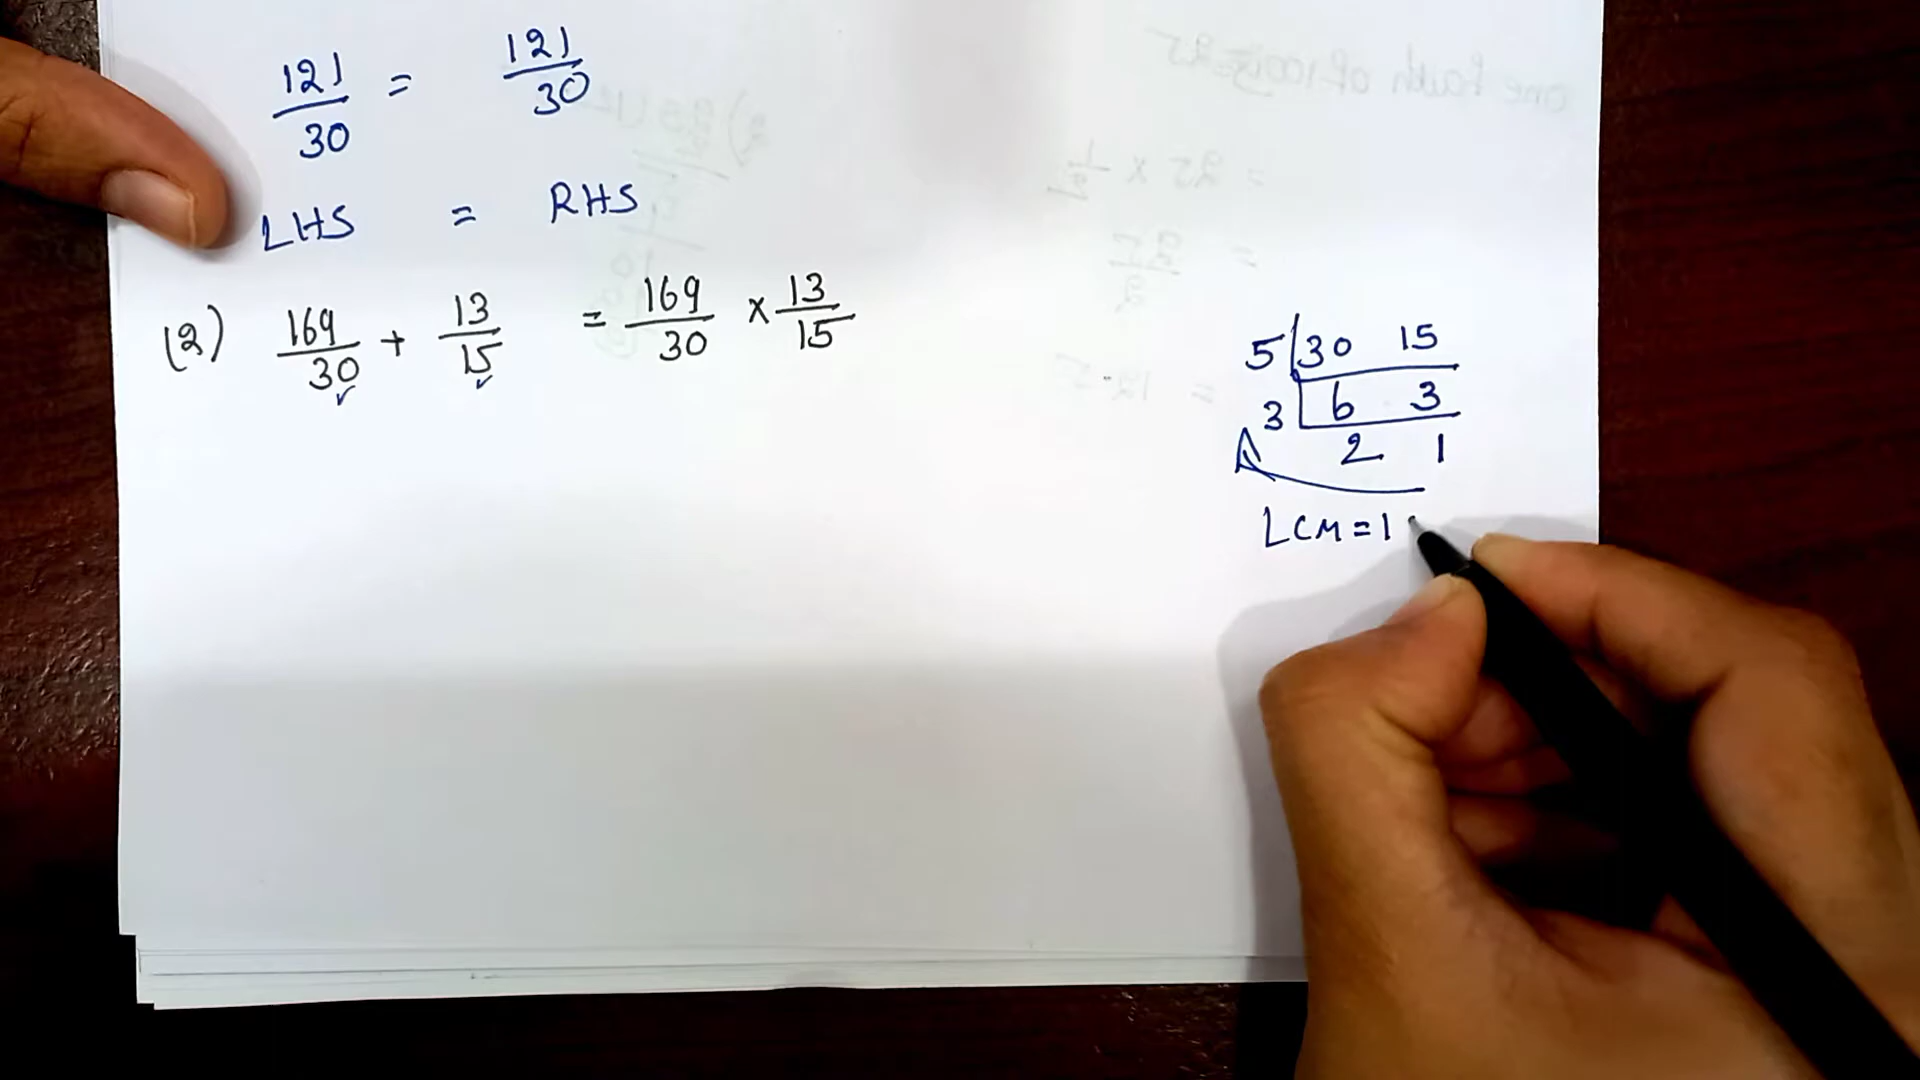 121/30 = 121/30
LHS = RHS
(2) 169/30 + 13/15 = 169/30 × 13/15
5 | 30 15
3 | 6 3
2 1
LCM = 1